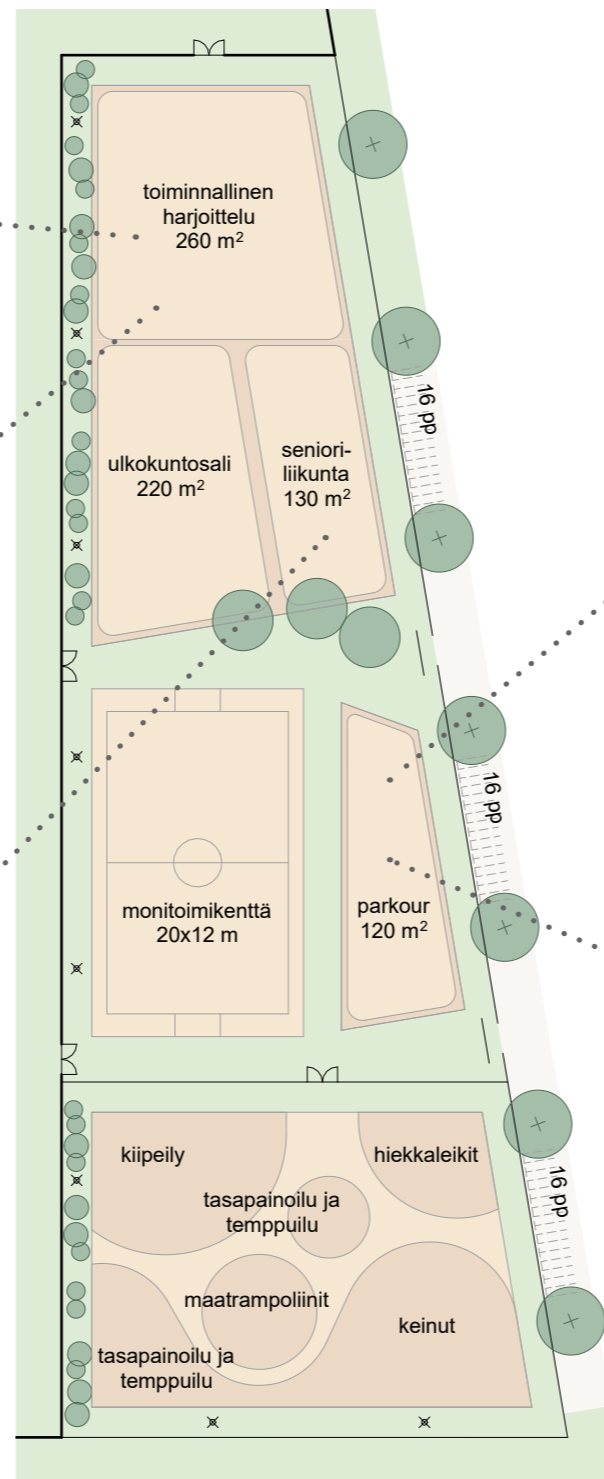 toiminnallinen
harjoittelu
260 m²
16 pp
ulkokuntosali
220 m²
seniori-
liikunta
130 m²
16 pp
monitoimikenttä
20x12 m
parkour
120 m²
kiipeily
hiekkaleikit
tasapainoilu ja
temppuilu
16 pp
maatrampoliinit
keinut
tasapainoilu ja
temppuilu